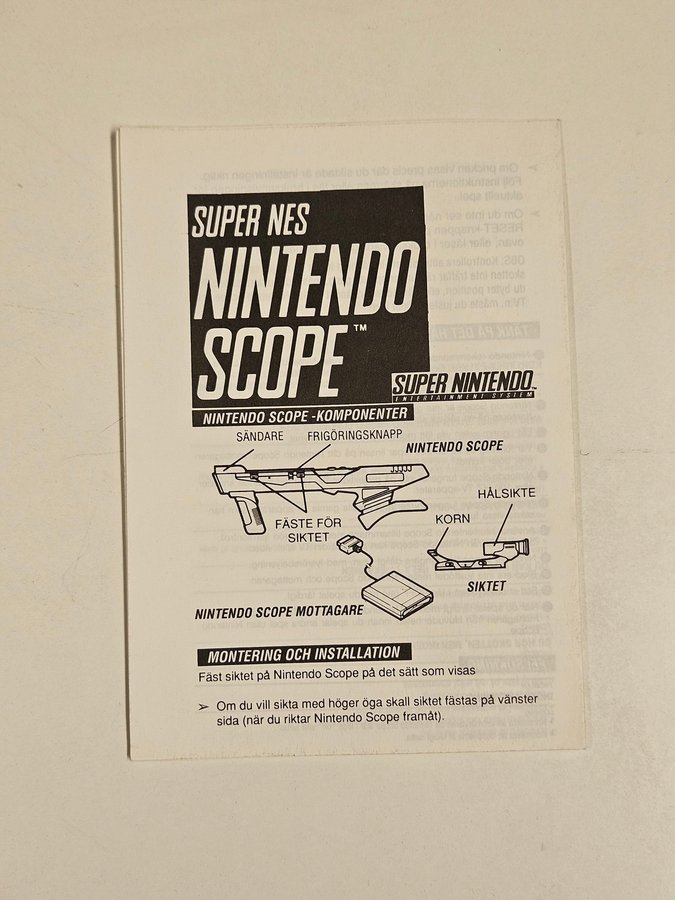 SUPER NES
NINTENDO
SCOPE™
SUPER NINTENDO™
ENTERTAINMENT SYSTEM
NINTENDO SCOPE -KOMPONENTER
SÄNDARE FRIGÖRINGSKNAPP
NINTENDO SCOPE
HÅLSIKTE
KORN
FÄSTE FÖR
SIKTET
SIKTET
NINTENDO SCOPE MOTTAGARE
MONTERING OCH INSTALLATION
Fäst siktet på Nintendo Scope på det sätt som visas
➢ Om du vill sikta med höger öga skall siktet fästas på vänster
sida (när du riktar Nintendo Scope framåt).